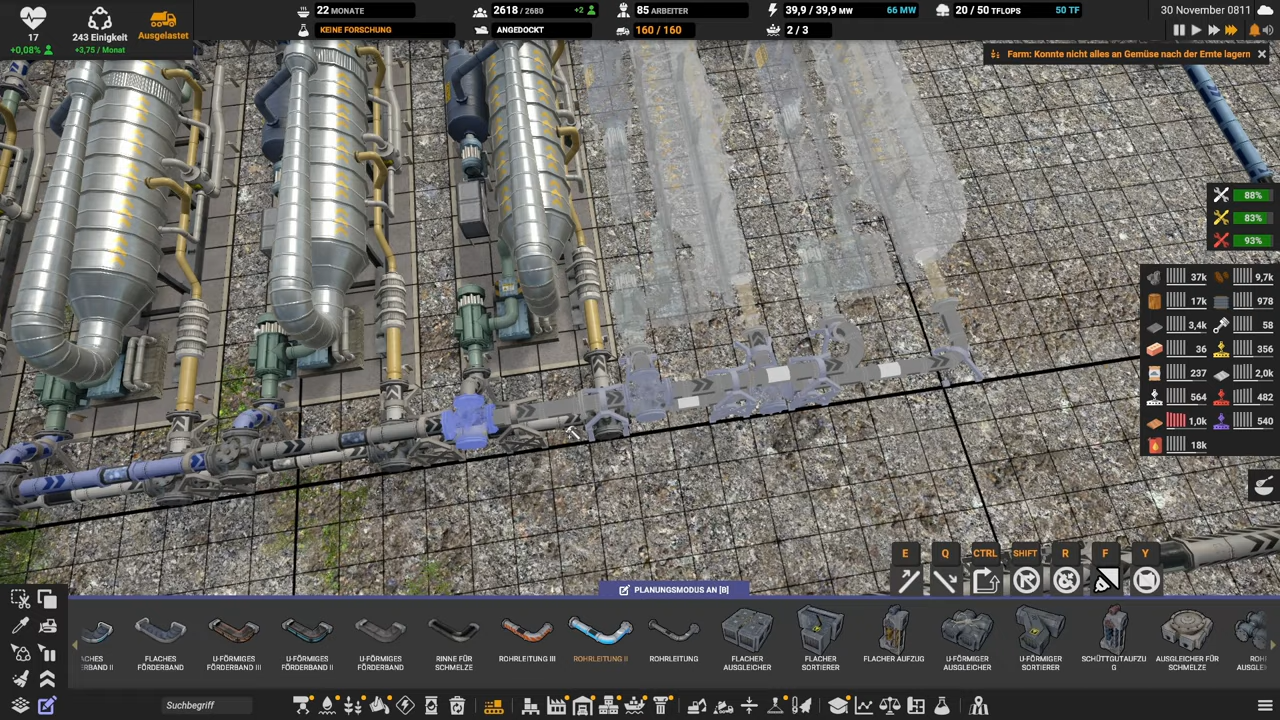 17
+0,08%
243 Einigkeit
+3,75 / Monat
Ausgelastet
22 MONATE
KEINE FORSCHUNG
2618 / 2680 +2
ANGEDOCKT
85 ARBEITER
160 / 160
39,9 / 39,9 MW 66 MW
2 / 3
20 / 50 TFLOPS 50 TF
30 November 0811
Farm: Konnte nicht alles an Gemüse nach der Ernte lagern
88%
83%
93%
37k 9,7k
17k 978
3,4k 58
36 356
237 2,0k
564 482
1,0k 540
18k
E Q CTRL SHIFT R F Y
PLANUNGSMODUS AN [B]
FLACHES FÖRDERBAND
U-FÖRMIGES FÖRDERBAND III
U-FÖRMIGES FÖRDERBAND II
U-FÖRMIGES FÖRDERBAND
RINNE FÜR SCHMELZE
ROHRLEITUNG III
ROHRLEITUNG II
ROHRLEITUNG
FLACHER AUSGLEICHER
FLACHER SORTIERER
FLACHER AUFZUG
U-FÖRMIGER AUSGLEICHER
U-FÖRMIGER SORTIERER
SCHÜTTGUTAUFZUG
AUSGLEICHER FÜR SCHMELZE
Suchbegriff